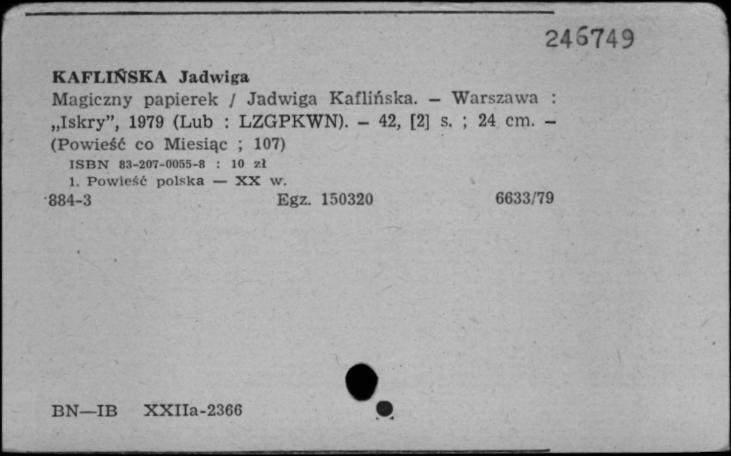 246749
KAFLIŃSKA Jadwiga
Magiczny papierek / Jadwiga Kaflińska. — Warszawa :
„Iskry”, 1979 (Lub : LZGPKWN). — 42, [2] s. ; 24 cm. —
(Powieść co Miesiąc ; 107)
ISBN 83-207-0055-8 : 10 zł
1. Powieść polska — XX w.
884-3 Egz. 150320 6633/79
BN—IB XXIIa-2366